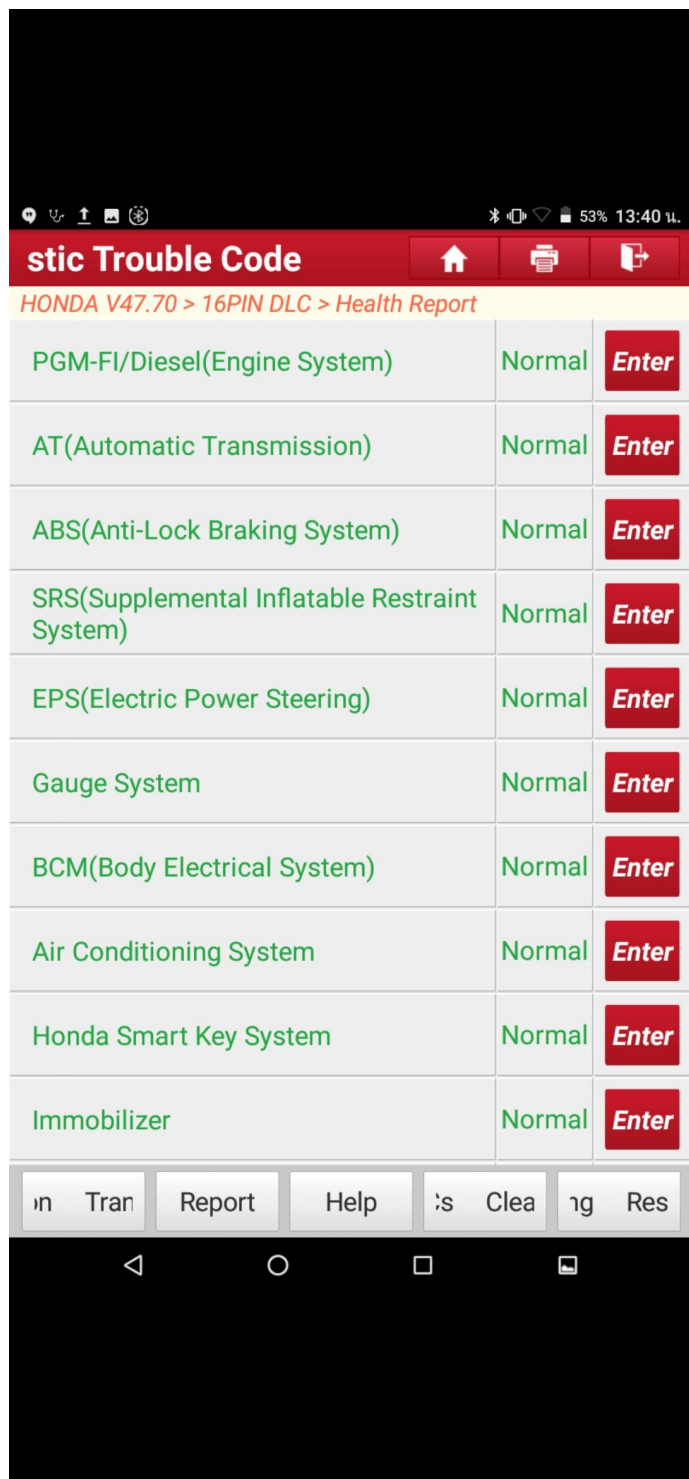 53% 13:40 น.
stic Trouble Code
HONDA V47.70 > 16PIN DLC > Health Report
PGM-FI/Diesel(Engine System) Normal Enter
AT(Automatic Transmission) Normal Enter
ABS(Anti-Lock Braking System) Normal Enter
SRS(Supplemental Inflatable Restraint
System) Normal Enter
EPS(Electric Power Steering) Normal Enter
Gauge System Normal Enter
BCM(Body Electrical System) Normal Enter
Air Conditioning System Normal Enter
Honda Smart Key System Normal Enter
Immobilizer Normal Enter
on Tran Report Help Cs Clea ng Res